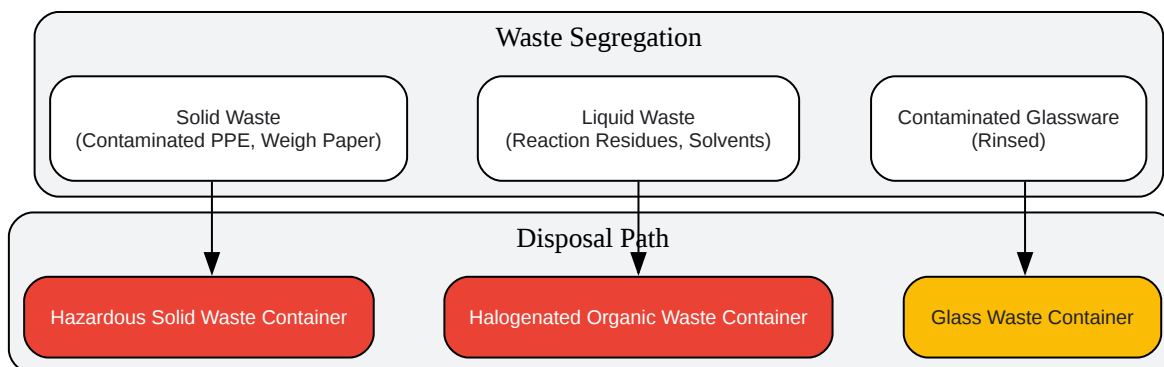 Waste Segregation
Solid Waste
(Contaminated PPE, Weigh Paper)
Liquid Waste
(Reaction Residues, Solvents)
Contaminated Glassware
(Rinsed)
Disposal Path
Hazardous Solid Waste Container
Halogenated Organic Waste Container
Glass Waste Container